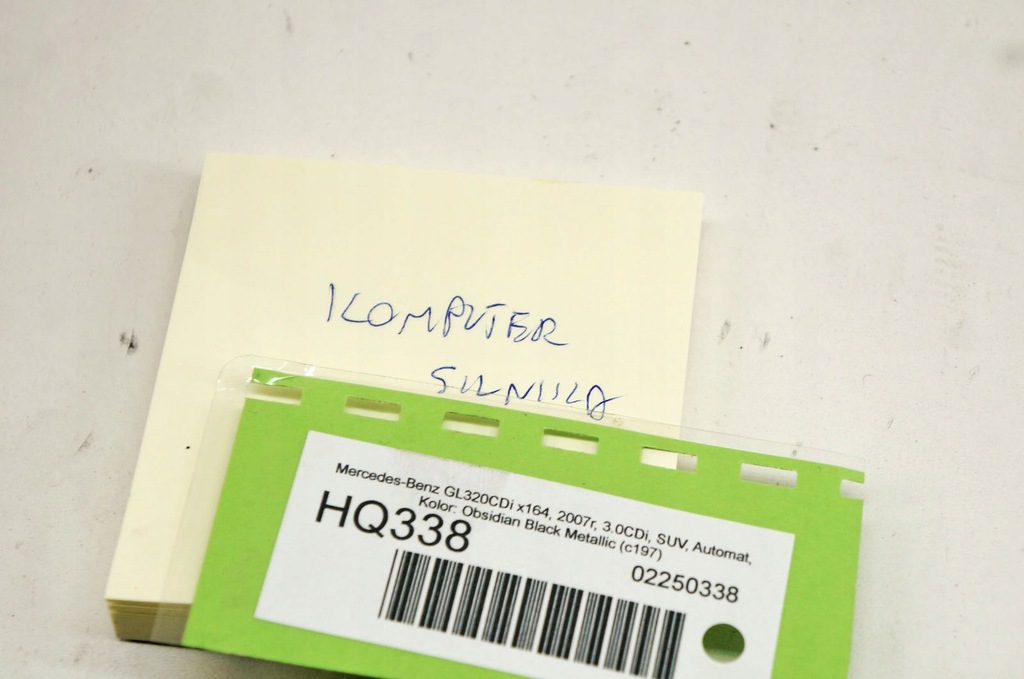 KOMPUTER
SILNIKA
Mercedes-Benz GL320CDi x164, 2007r, 3.0CDi, SUV, Automat,
Kolor: Obsidian Black Metallic (c197)
HQ338
02250338